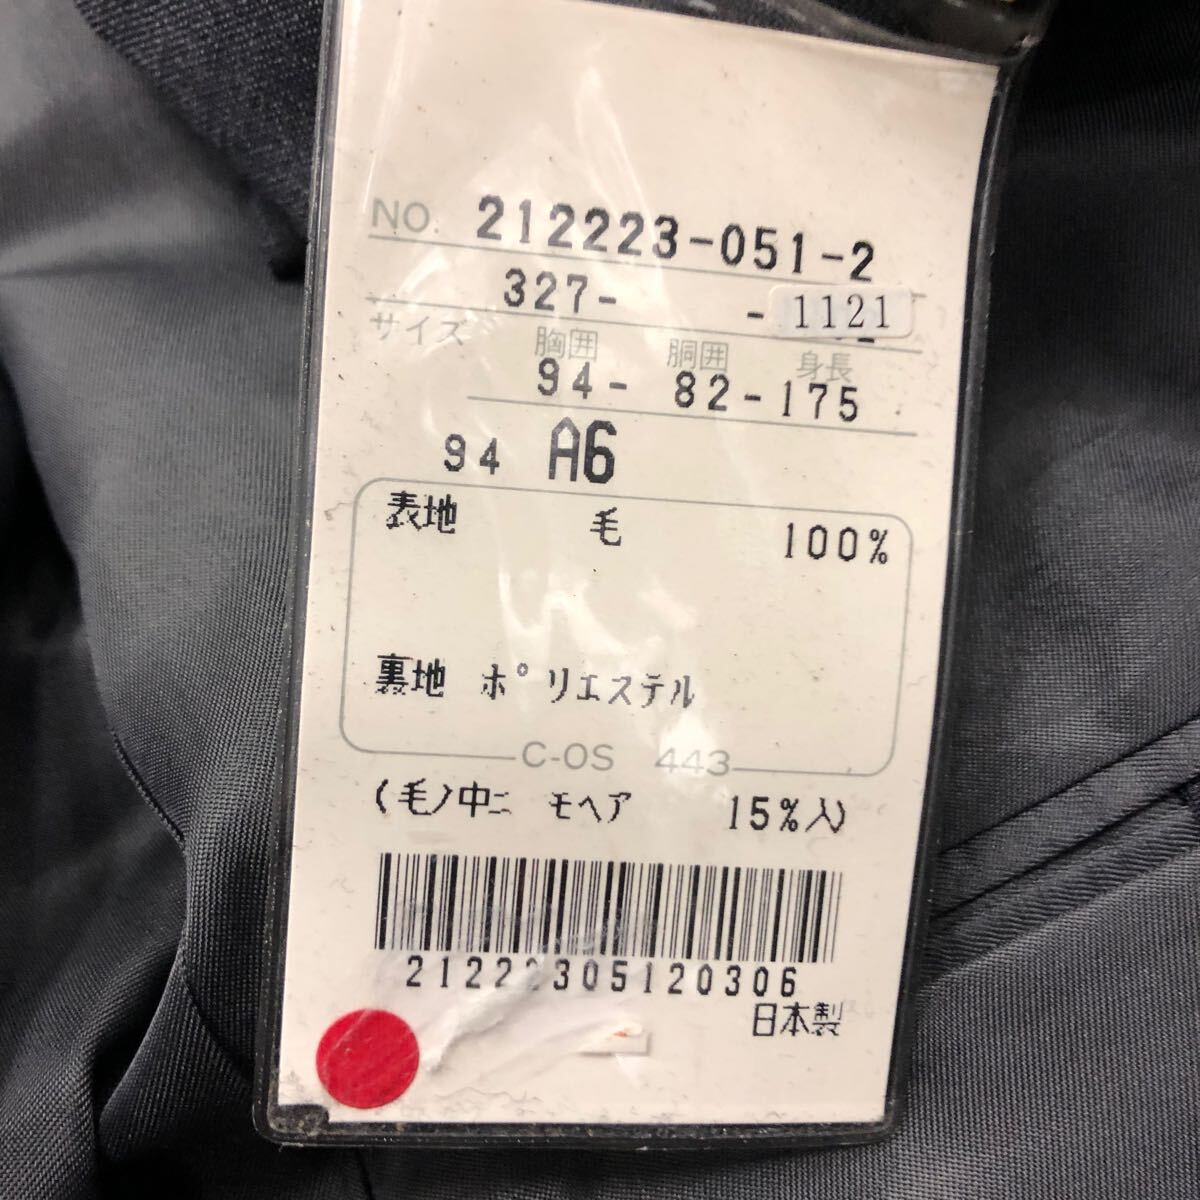 NO. 212223-051-2
327- - 1121
サイズ 胸囲 胴囲 身長
94- 82-175
94 A6
表地 毛 100%
裏地 ポリエステル
C-OS 443
(毛ノ中ニ モヘア 15%入)
日本製